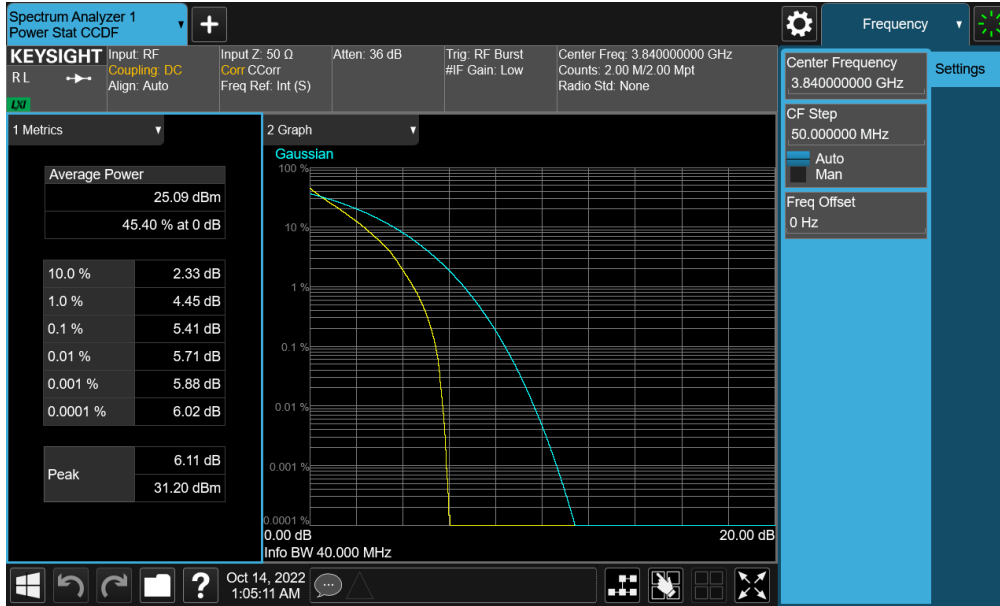 Spectrum Analyzer 1
Power Stat CCDF
+
Frequency
KEYSIGHT
RL
LXI
Input: RF
Coupling: DC
Align: Auto
Input Z: 50 Ω
Corr CCorr
Freq Ref: Int (S)
Atten: 36 dB
Trig: RF Burst
#IF Gain: Low
Center Freq: 3.840000000 GHz
Counts: 2.00 M/2.00 Mpt
Radio Std: None
Center Frequency
3.840000000 GHz
Settings
CF Step
50.000000 MHz
Auto
Man
Freq Offset
0 Hz
1 Metrics
Average Power
25.09 dBm
45.40 % at 0 dB
10.0 % 2.33 dB
1.0 % 4.45 dB
0.1 % 5.41 dB
0.01 % 5.71 dB
0.001 % 5.88 dB
0.0001 % 6.02 dB
Peak
6.11 dB
31.20 dBm
2 Graph
Gaussian
100 %
10 %
1 %
0.1 %
0.01 %
0.001 %
0.0001 %
0.00 dB
20.00 dB
Info BW 40.000 MHz
?
Oct 14, 2022
1:05:11 AM